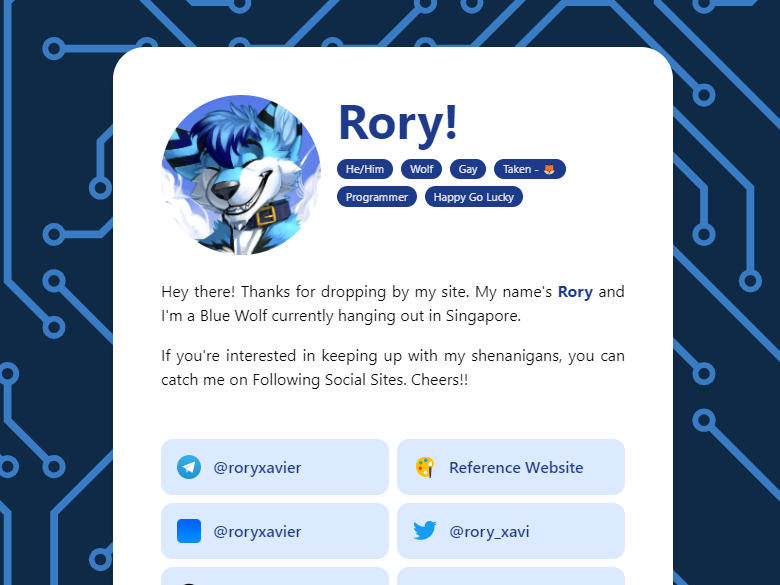 Rory!
He/Him Wolf Gay Taken - 🦊
Programmer Happy Go Lucky
Hey there! Thanks for dropping by my site. My name's Rory and
I'm a Blue Wolf currently hanging out in Singapore.
If you're interested in keeping up with my shenanigans, you can
catch me on Following Social Sites. Cheers!!
@roryxavier Reference Website
@roryxavier @rory_xavi